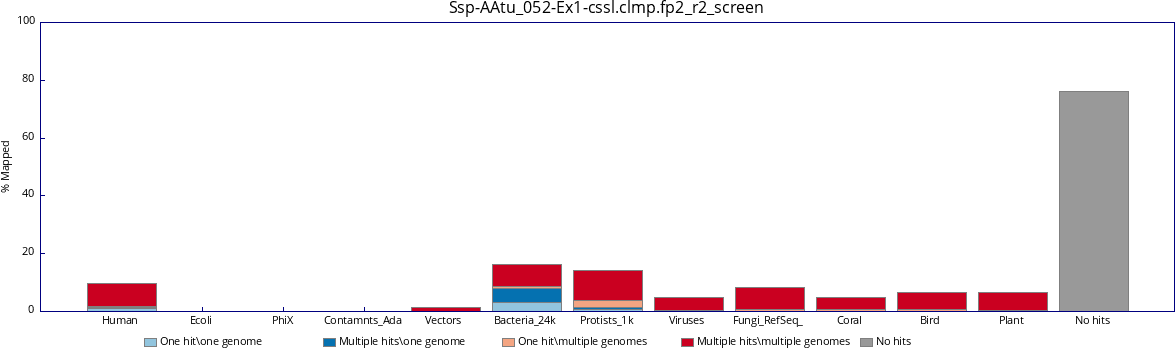 Ssp-AAtu_052-Ex1-cssl.clmp.fp2_r2_screen
100
80
60
40
20
0
% Mapped
Human Ecoli PhiX Contamnts_Ada Vectors Bacteria_24k Protists_1k Viruses Fungi_RefSeq_ Coral Bird Plant No hits
One hit\one genome Multiple hits\one genome One hit\multiple genomes Multiple hits\multiple genomes No hits